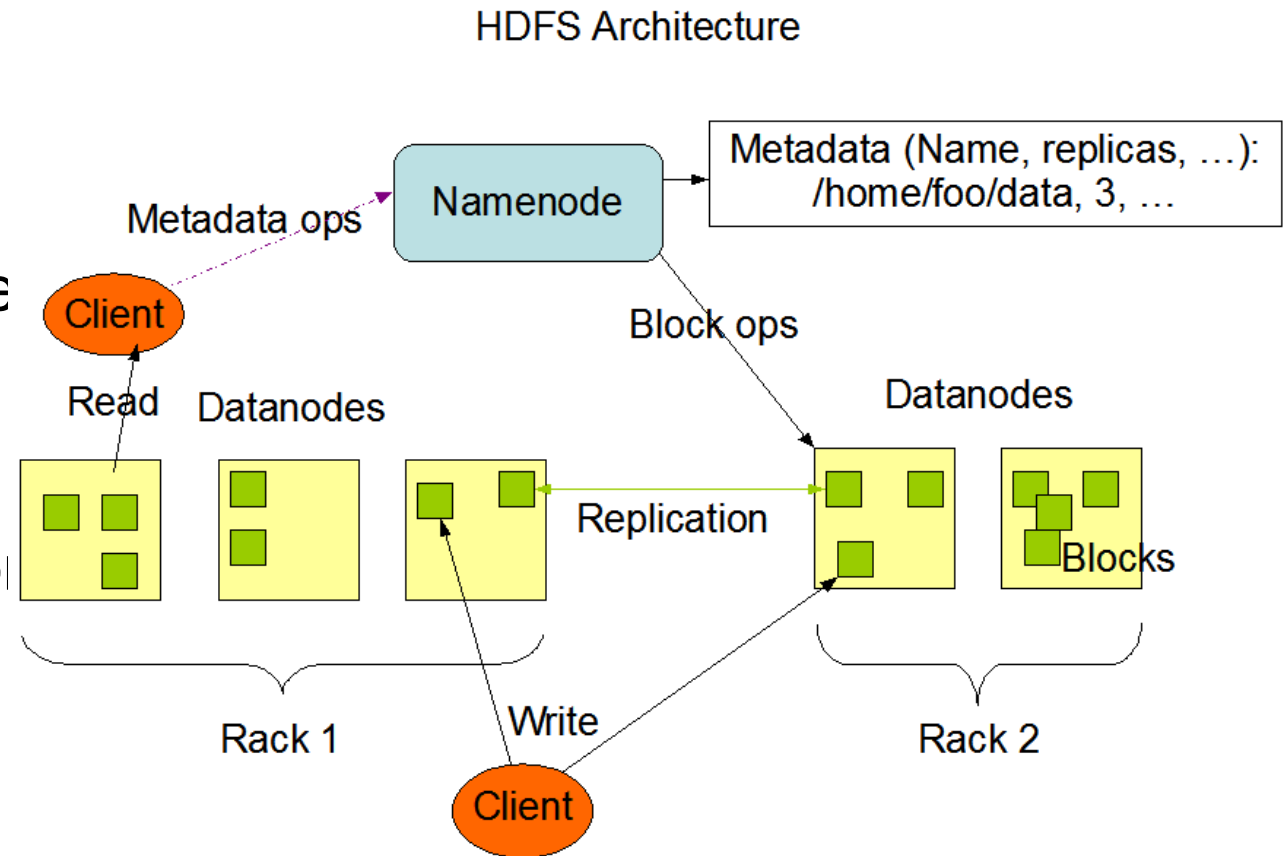 HDFS Architecture
Metadata (Name, replicas, …):
/home/foo/data, 3, …
Namenode
Metadata ops
Client
Block ops
Read
Datanodes
Datanodes
Replication
Blocks
Rack 1
Write
Rack 2
Client